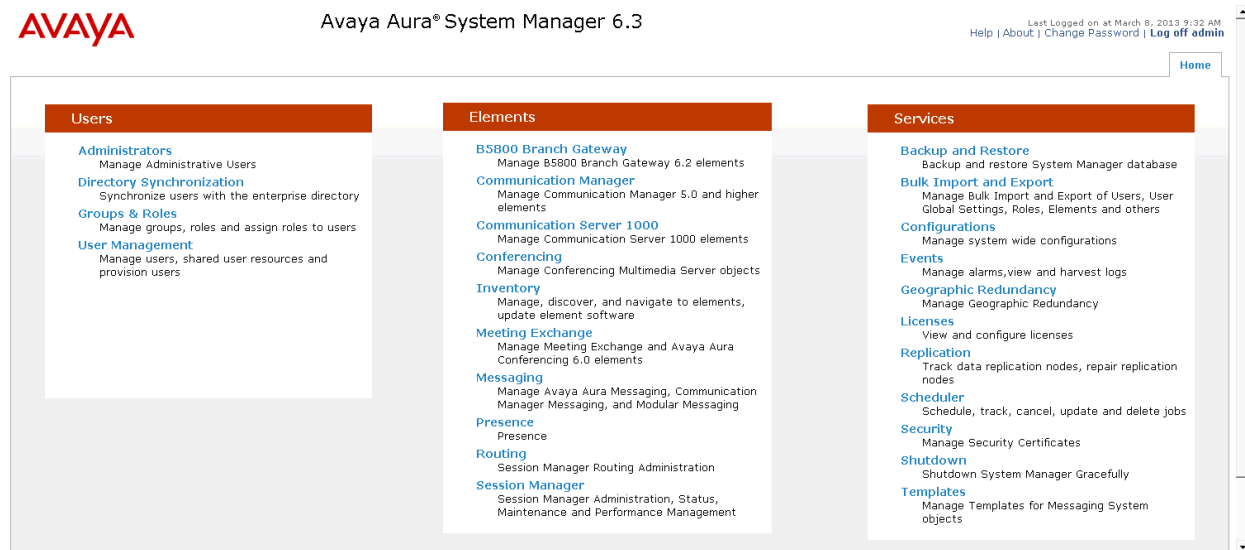 AVAYA
Avaya Aura® System Manager 6.3
Last Logged on at March 8, 2013 9:32 AM
Help | About | Change Password | Log off admin
Home
Users
Administrators
Manage Administrative Users
Directory Synchronization
Synchronize users with the enterprise directory
Groups & Roles
Manage groups, roles and assign roles to users
User Management
Manage users, shared user resources and
provision users
Elements
B5800 Branch Gateway
Manage B5800 Branch Gateway 6.2 elements
Communication Manager
Manage Communication Manager 5.0 and higher
elements
Communication Server 1000
Manage Communication Server 1000 elements
Conferencing
Manage Conferencing Multimedia Server objects
Inventory
Manage, discover, and navigate to elements,
update element software
Meeting Exchange
Manage Meeting Exchange and Avaya Aura
Conferencing 6.0 elements
Messaging
Manage Avaya Aura Messaging, Communication
Manager Messaging, and Modular Messaging
Presence
Presence
Routing
Session Manager Routing Administration
Session Manager
Session Manager Administration, Status,
Maintenance and Performance Management
Services
Backup and Restore
Backup and restore System Manager database
Bulk Import and Export
Manage Bulk Import and Export of Users, User
Global Settings, Roles, Elements and others
Configurations
Manage system wide configurations
Events
Manage alarms,view and harvest logs
Geographic Redundancy
Manage Geographic Redundancy
Licenses
View and configure licenses
Replication
Track data replication nodes, repair replication
nodes
Scheduler
Schedule, track, cancel, update and delete jobs
Security
Manage Security Certificates
Shutdown
Shutdown System Manager Gracefully
Templates
Manage Templates for Messaging System
objects